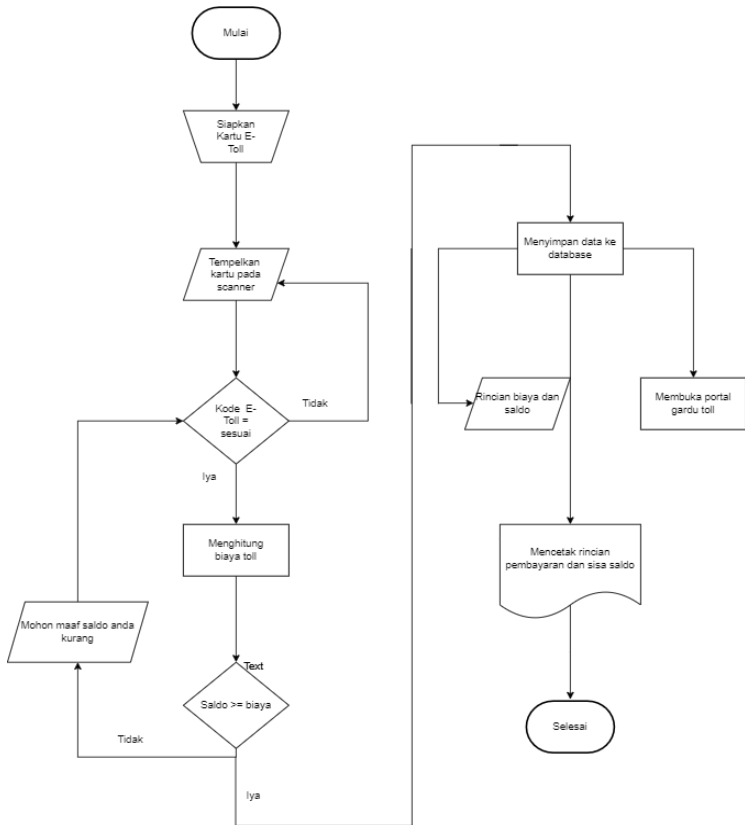 Mulai
Siapkan
Kartu E-
Toll
Tempelkan
kartu pada
scanner
Kode E-
Toll =
sesuai
Tidak
Iya
Menghitung
biaya toll
Mohon maaf saldo anda
kurang
Text
Saldo >= biaya
Tidak
Iya
Menyimpan data ke
database
Rincian biaya dan
saldo
Membuka portal
gardu toll
Mencetak rincian
pembayaran dan sisa saldo
Selesai